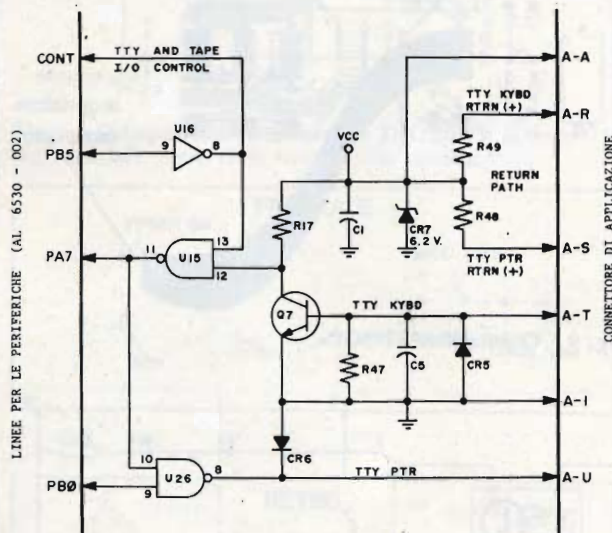 CONT
TTY AND TAPE
I/O CONTROL
A-A
TTY KYBD
RTRN (+)
A-R
U16
9
8
PB5
VCC
R49
RETURN
PATH
R17
C1
CR7
6,2 V.
R48
11
13
PA7
U15
12
TTY PTR
RTRN (+)
A-S
Q7
TTY KYBD
A-T
R47
C5
CR5
A-I
CR6
10
U26
8
TTY PTR
A-U
PBØ
9
LINEE PER LE PERIFERICHE (AL 6530 - 002)
CONNETTORE DI APPLICAZIONE